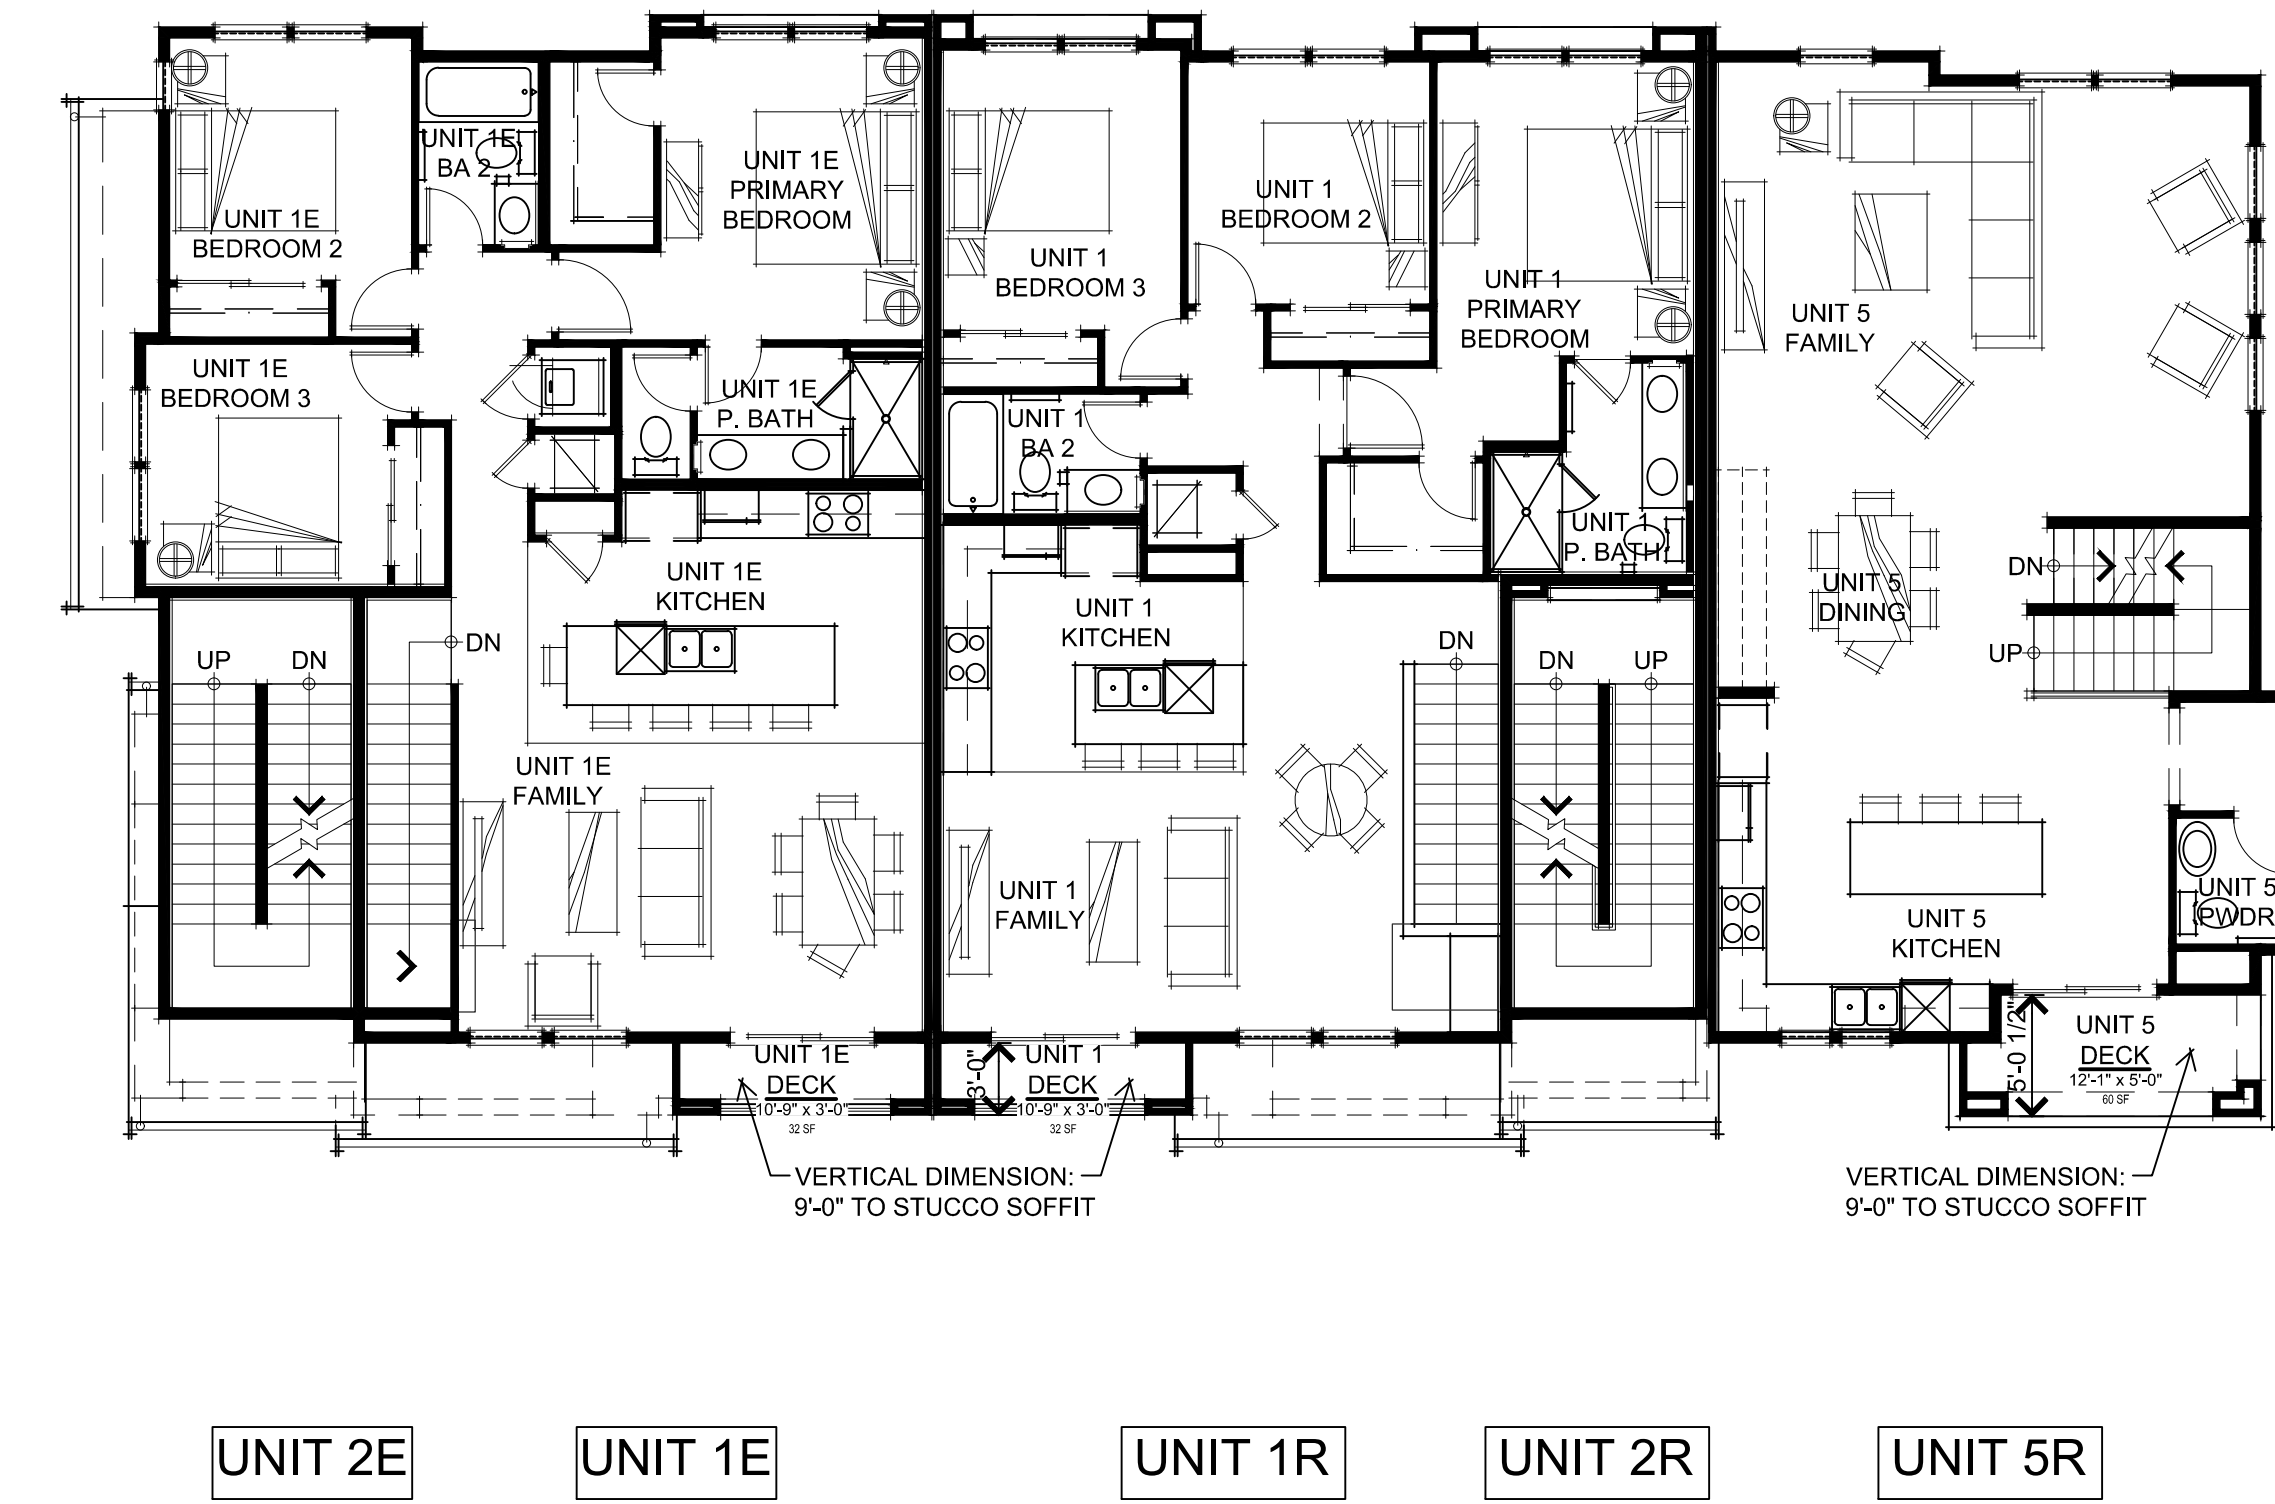 UNIT 1E
BA 2
UNIT 1E
PRIMARY
BEDROOM
UNIT 1E
BEDROOM 2
UNIT 1
BEDROOM 3
UNIT 1
BEDROOM 2
UNIT 1
PRIMARY
BEDROOM
UNIT 5
FAMILY
UNIT 1E
BEDROOM 3
UNIT 1E
P. BATH
UNIT 1
BA 2
UNIT 1
P. BATH
UNIT 1E
KITCHEN
UNIT 1
KITCHEN
UNIT 5
DINING
DN
UP
UP
DN
DN
DN
DN
UP
UNIT 1E
FAMILY
UNIT 1
FAMILY
UNIT 5
KITCHEN
UNIT 5
PWDR
UNIT 1E
DECK
10'-9" x 3'-0"
32 SF
3'-0"
UNIT 1
DECK
10'-9" x 3'-0"
32 SF
5'-0 1/2"
UNIT 5
DECK
12'-1" x 5'-0"
60 SF
VERTICAL DIMENSION:
9'-0" TO STUCCO SOFFIT
VERTICAL DIMENSION:
9'-0" TO STUCCO SOFFIT
UNIT 2E
UNIT 1E
UNIT 1R
UNIT 2R
UNIT 5R